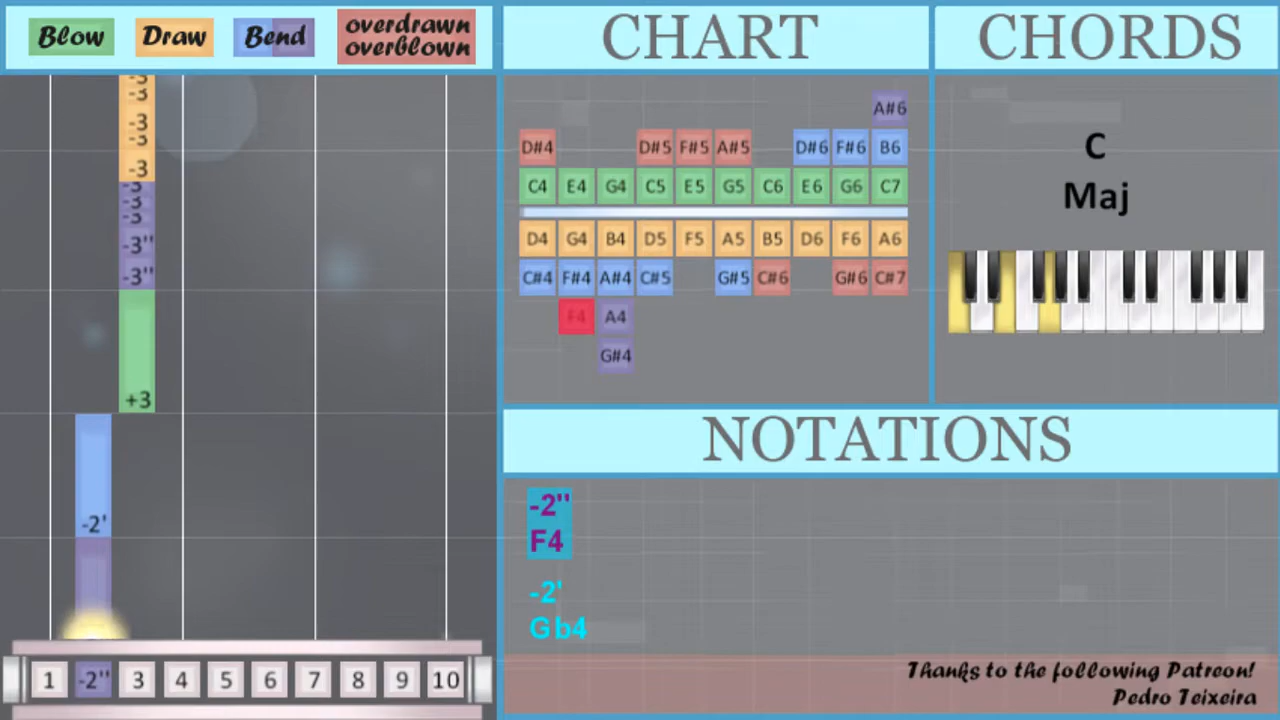 Blow
Draw
Bend
overdrawn
overblown
CHART
CHORDS
-3
-3
-3
-3
-3
-3
-3
-3
-3''
-3''
+3
-2'
1 -2'' 3 4 5 6 7 8 9 10
A#6
D#4 D#5 F#5 A#5 D#6 F#6 B6
C4 E4 G4 C5 E5 G5 C6 E6 G6 C7
D4 G4 B4 D5 F5 A5 B5 D6 F6 A6
C#4 F#4 A#4 C#5 G#5 C#6 G#6 C#7
F4 A4
G#4
C
Maj
NOTATIONS
-2''
F4
-2'
Gb4
Thanks to the following Patreon!
Pedro Teixeira